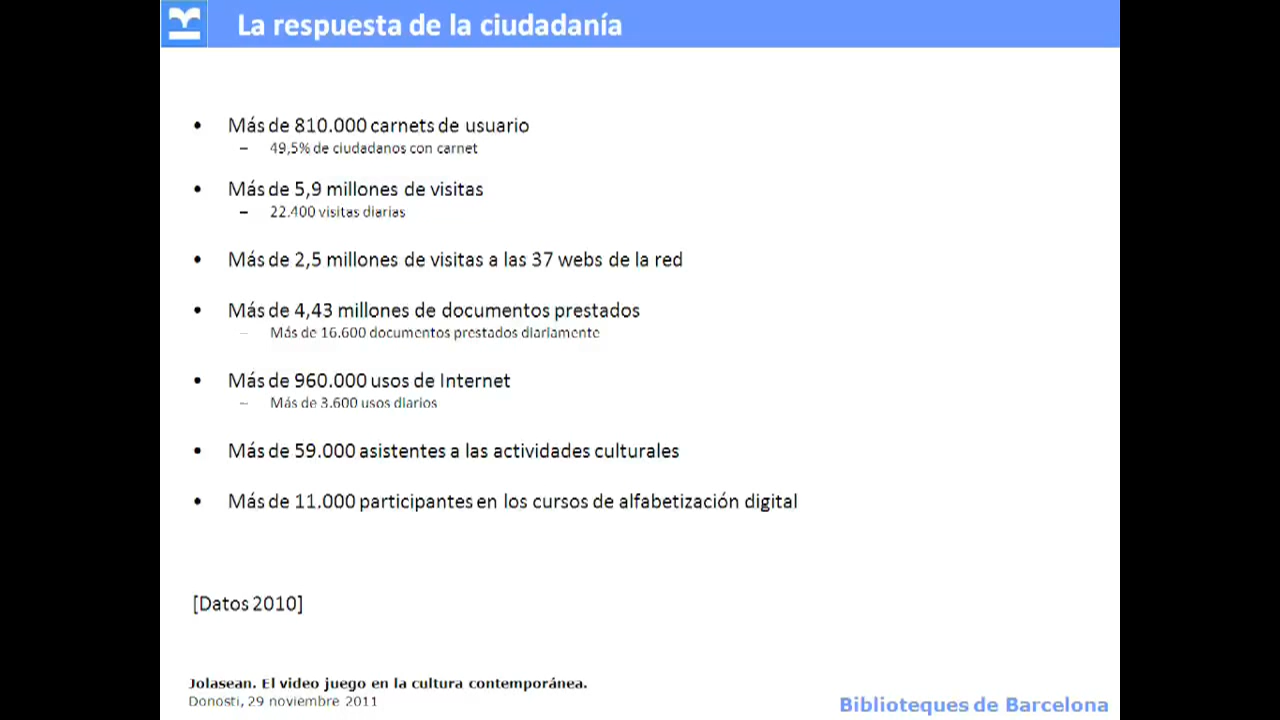 La respuesta de la ciudadanía
• Más de 810.000 carnets de usuario
– 49,5% de ciudadanos con carnet
• Más de 5,9 millones de visitas
– 22.400 visitas diarias
• Más de 2,5 millones de visitas a las 37 webs de la red
• Más de 4,43 millones de documentos prestados
– Más de 16.600 documentos prestados diariamente
• Más de 960.000 usos de Internet
– Más de 3.600 usos diarios
• Más de 59.000 asistentes a las actividades culturales
• Más de 11.000 participantes en los cursos de alfabetización digital
[Datos 2010]
Jolasean. El video juego en la cultura contemporánea.
Donosti, 29 noviembre 2011
Biblioteques de Barcelona